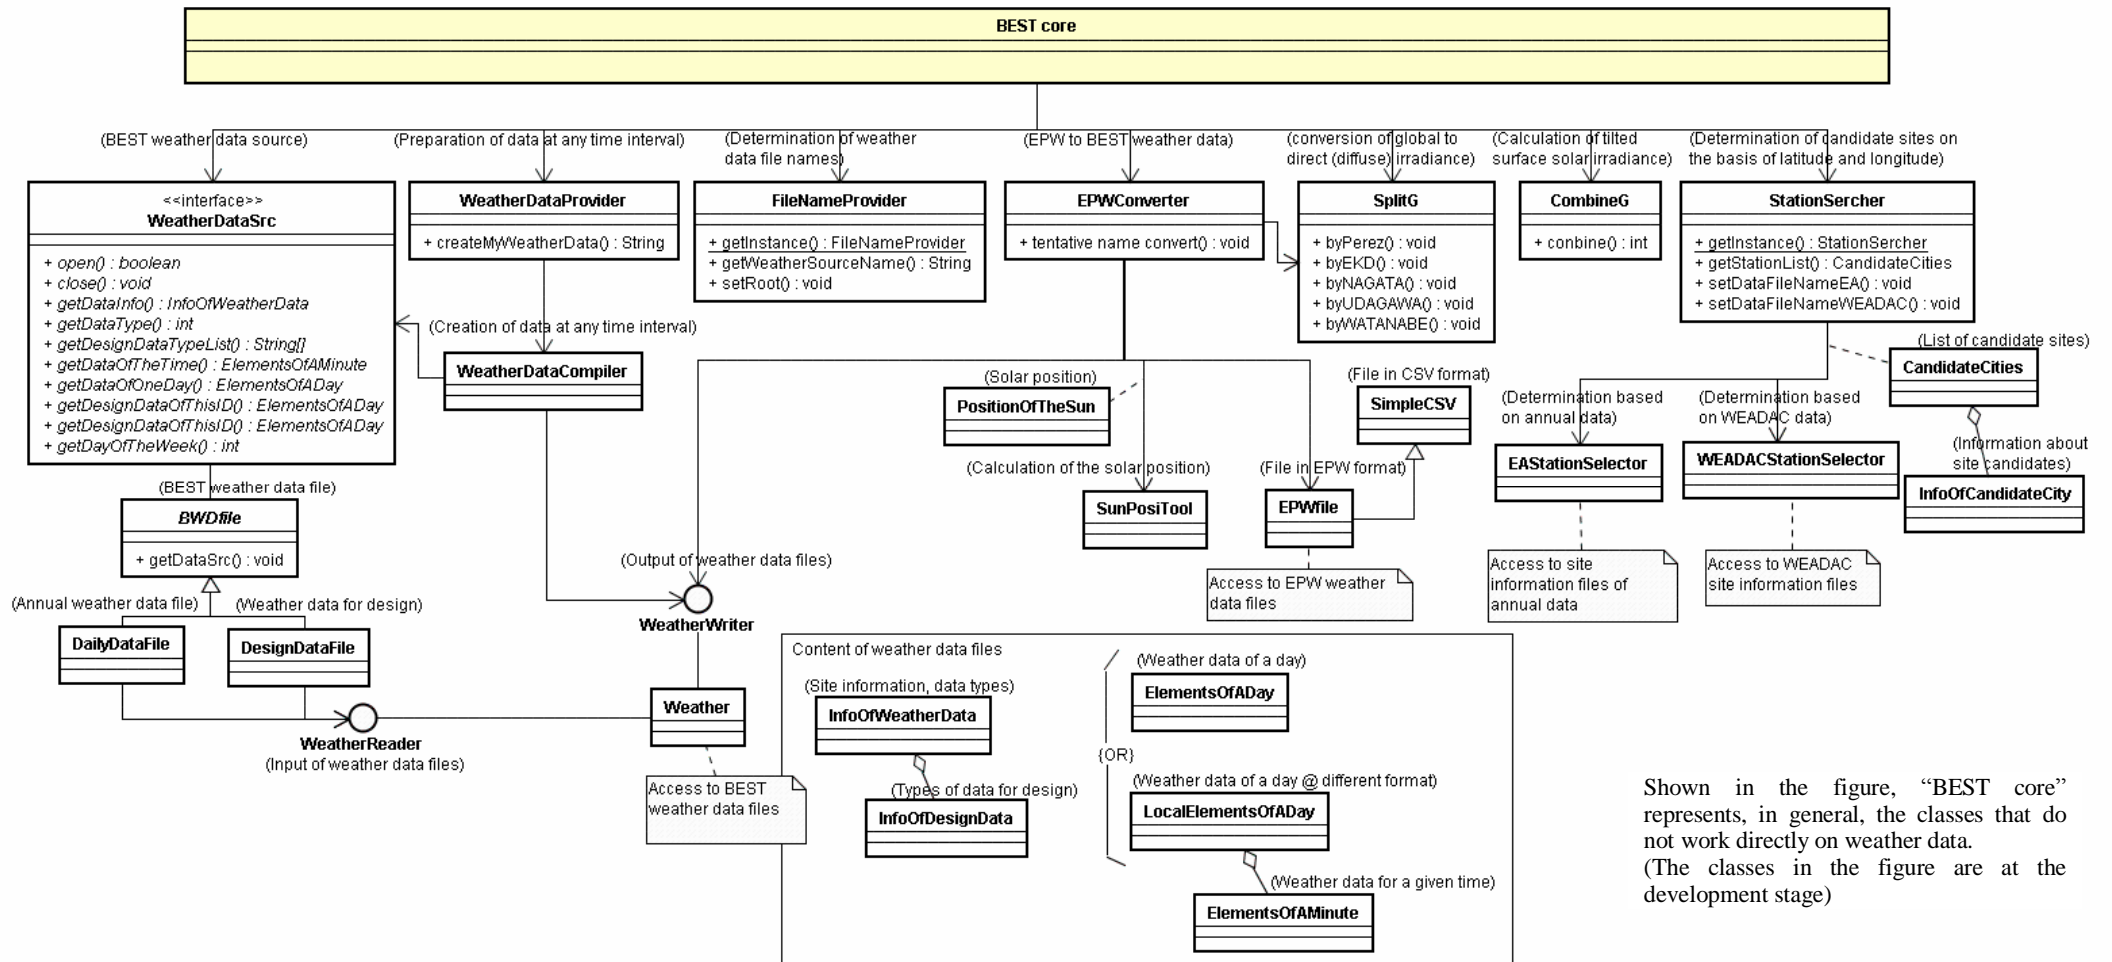 BEST core
(BEST weather data source)
(Preparation of data at any time interval)
(Determination of weather
data file names)
(EPW to BEST weather data)
(conversion of global to
direct (diffuse) irradiance)
(Calculation of tilted
surface solar irradiance)
(Determination of candidate sites on
the basis of latitude and longitude)
<<interface>>
WeatherDataSrc
+ open() : boolean
+ close() : void
+ getDataInfo() : InfoOfWeatherData
+ getDataType() : int
+ getDesignDataTypeList() : String[]
+ getDataOfTheTime() : ElementsOfAMinute
+ getDataOfOneDay() : ElementsOfADay
+ getDesignDataOfThisID() : ElementsOfADay
+ getDesignDataOfThisID() : ElementsOfADay
+ getDayOfTheWeek() : int
WeatherDataProvider
+ createMyWeatherData() : String
FileNameProvider
+ getInstance() : FileNameProvider
+ getWeatherSourceName() : String
+ setRoot() : void
EPWConverter
+ tentative name convert() : void
SplitG
+ byPerez() : void
+ byEKD() : void
+ byNAGATA() : void
+ byUDAGAWA() : void
+ byWATANABE() : void
CombineG
+ conbine() : int
StationSercher
+ getInstance() : StationSercher
+ getStationList() : CandidateCities
+ setDataFileNameEA() : void
+ setDataFileNameWEADAC() : void
(Creation of data at any time interval)
WeatherDataCompiler
(List of candidate sites)
CandidateCities
(Solar position)
PositionOfTheSun
(File in CSV format)
SimpleCSV
(Determination based
on annual data)
(Determination based
on WEADAC data)
(Information about
site candidates)
(Calculation of the solar position)
SunPosiTool
(File in EPW format)
EPWfile
EAStationSelector
WEADACStationSelector
InfoOfCandidateCity
(BEST weather data file)
BWDfile
+ getDataSrc() : void
(Output of weather data files)
WeatherWriter
Access to EPW weather
data files
Access to site
information files of
annual data
Access to WEADAC
site information files
(Annual weather data file)
(Weather data for design)
DailyDataFile
DesignDataFile
WeatherReader
(Input of weather data files)
Weather
Access to BEST
weather data files
Content of weather data files
(Site information, data types)
InfoOfWeatherData
(Types of data for design)
InfoOfDesignData
(Weather data of a day)
ElementsOfADay
{OR}
(Weather data of a day @ different format)
LocalElementsOfADay
(Weather data for a given time)
ElementsOfAMinute
Shown in the figure, “BEST core”
represents, in general, the classes that do
not work directly on weather data.
(The classes in the figure are at the
development stage)